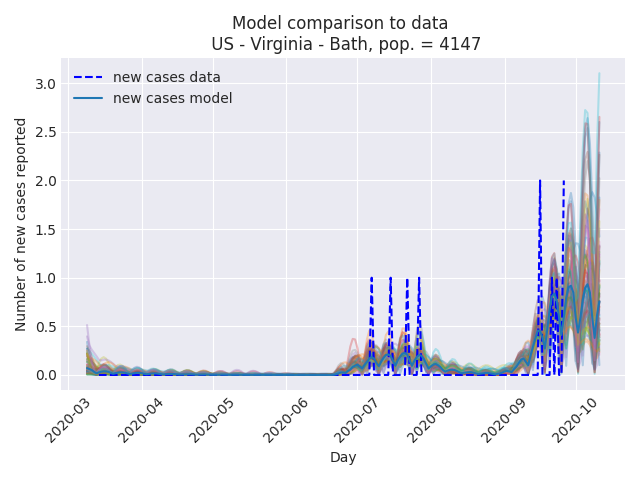 Model comparison to data
US - Virginia - Bath, pop. = 4147
new cases data
new cases model
Number of new cases reported
3.0
2.5
2.0
1.5
1.0
0.5
0.0
2020-03
2020-04
2020-05
2020-06
2020-07
2020-08
2020-09
2020-10
Day